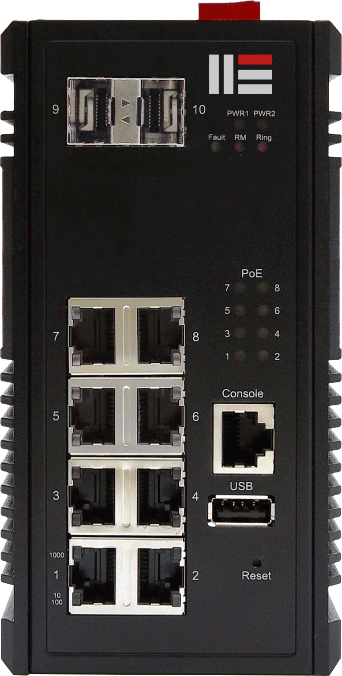 9 10
PWR1 PWR2
Fault RM Ring
PoE
7 8
5 6
3 4
1 2
7 8
5 6
Console
3 4
USB
1000
1 2
10
100
Reset